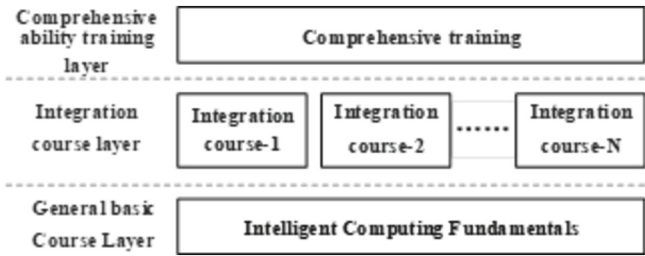 Comprehensive
ability training
layer
Comprehensive training
Integration
course layer
Integration
course-1
Integration
course-2
......
Integration
course-N
General basic
Course Layer
Intelligent Computing Fundamentals